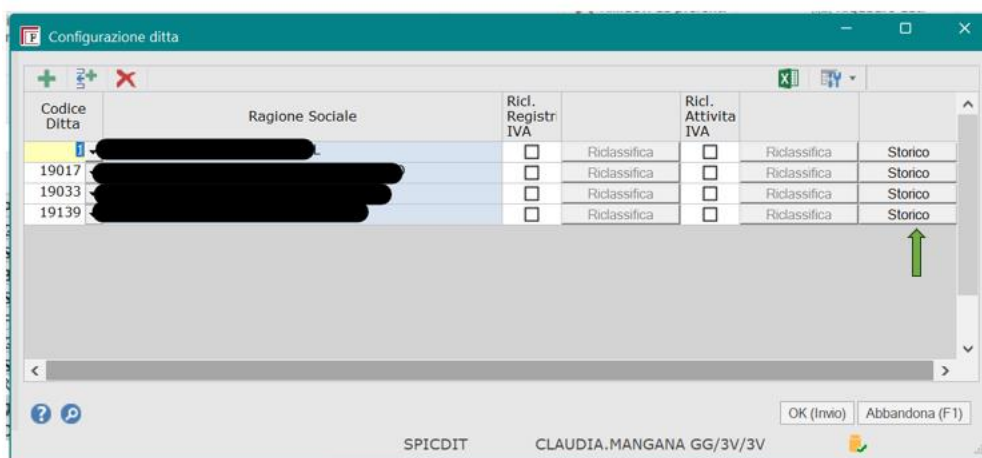 Configurazione ditta
Codice Ditta Ragione Sociale Ricl. Registri IVA Ricl. Attivita IVA
1 Riclassifica Riclassifica Storico
19017 Riclassifica Riclassifica Storico
19033 Riclassifica Riclassifica Storico
19139 Riclassifica Riclassifica Storico
OK (Invio) Abbandona (F1)
SPICDIT CLAUDIA.MANGANA GG/3V/3V